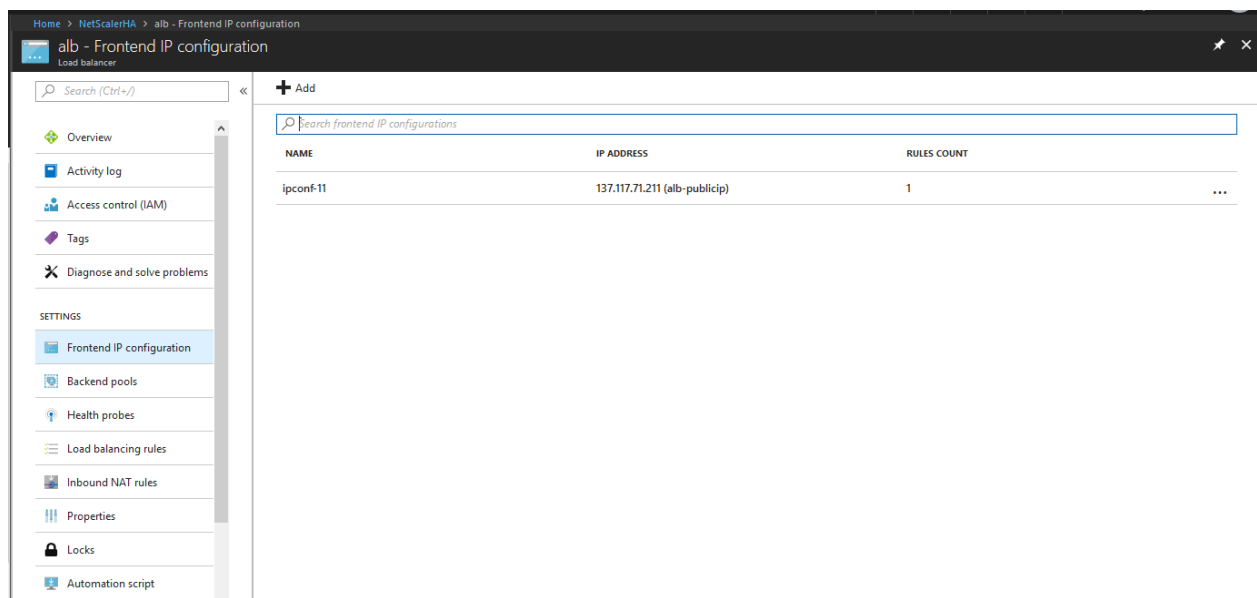 Home > NetScalerHA > alb - Frontend IP configuration
alb - Frontend IP configuration
Load balancer
Search (Ctrl+/)
Overview
Activity log
Access control (IAM)
Tags
Diagnose and solve problems
SETTINGS
Frontend IP configuration
Backend pools
Health probes
Load balancing rules
Inbound NAT rules
Properties
Locks
Automation script
Add
Search frontend IP configurations
NAME IP ADDRESS RULES COUNT
ipconf-11 137.117.71.211 (alb-publicip) 1